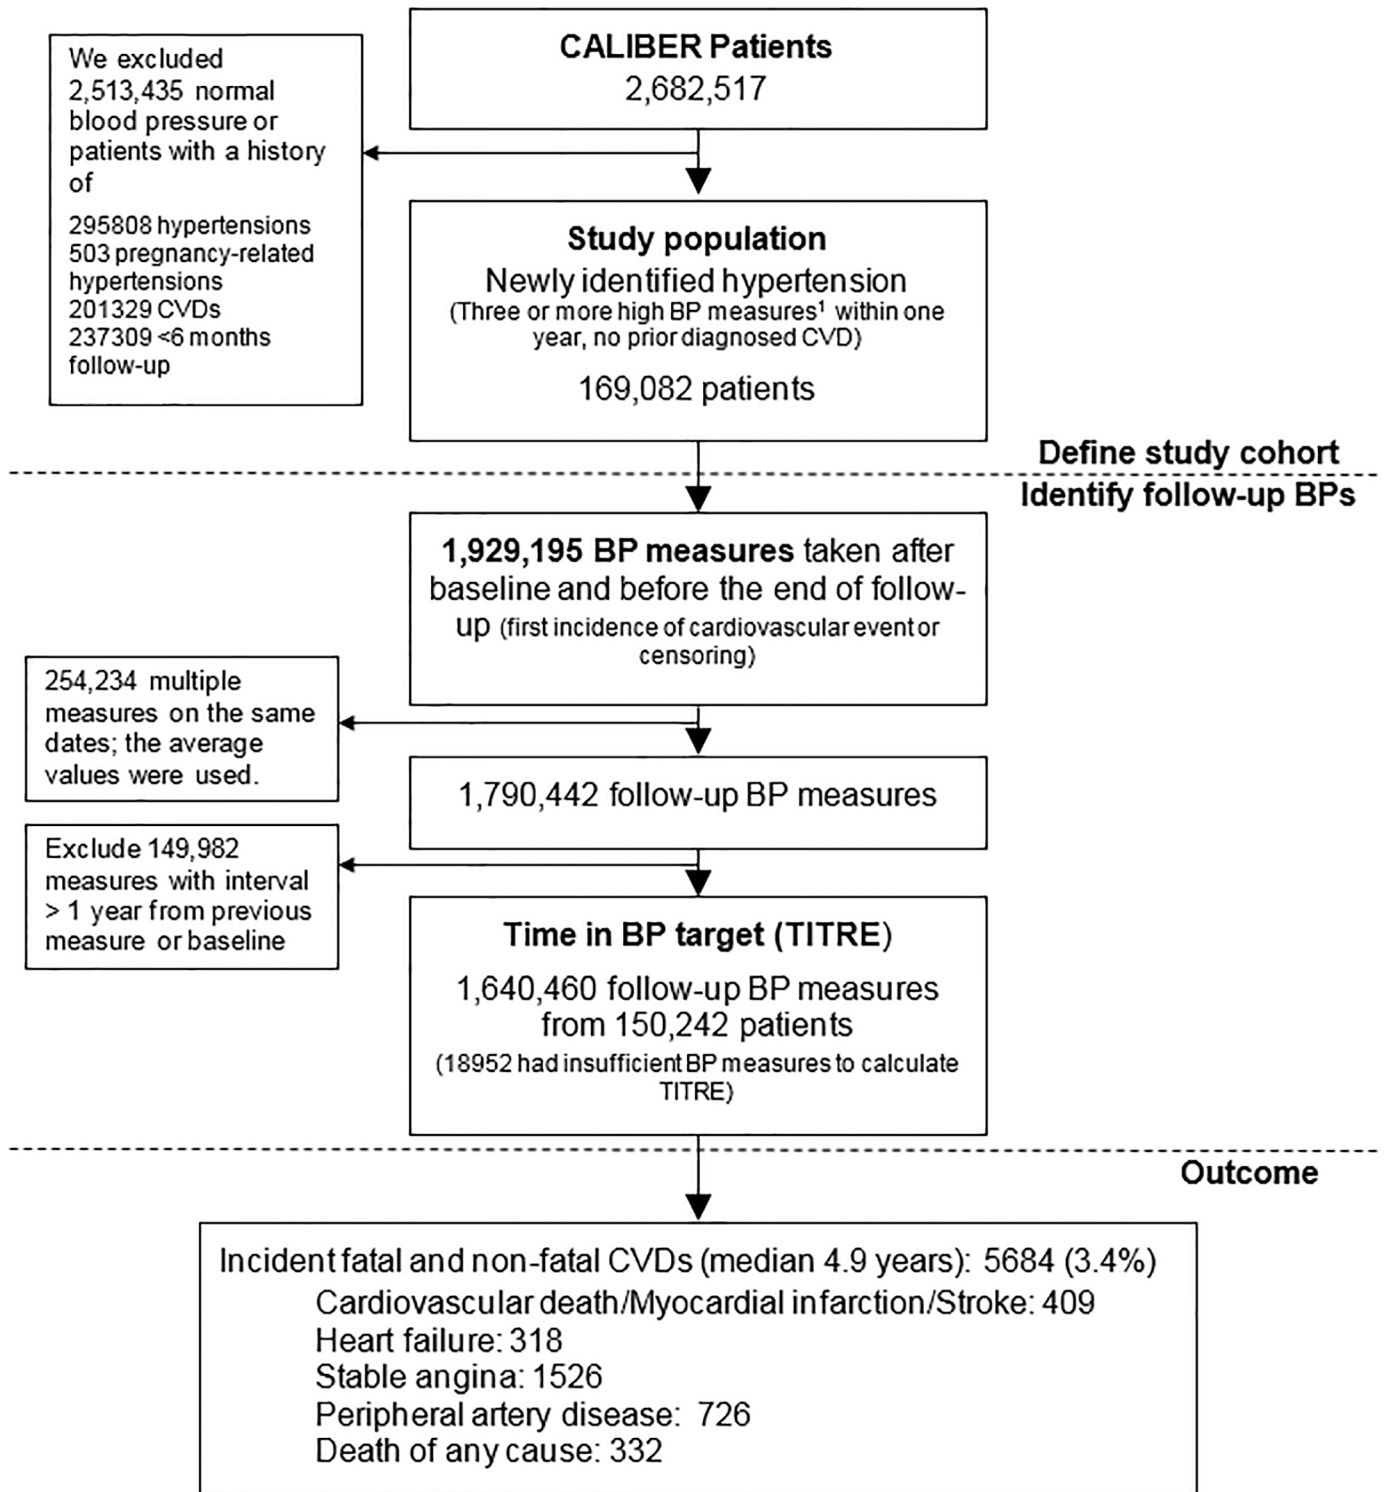 CALIBER Patients
2,682,517
We excluded
2,513,435 normal
blood pressure or
patients with a history
of
295808 hypertensions
503 pregnancy-related
hypertensions
201329 CVDs
237309 <6 months
follow-up
Study population
Newly identified hypertension
(Three or more high BP measures¹ within one
year, no prior diagnosed CVD)
169,082 patients
Define study cohort
Identify follow-up BPs
1,929,195 BP measures taken after
baseline and before the end of follow-
up (first incidence of cardiovascular event or
censoring)
254,234 multiple
measures on the same
dates; the average
values were used.
1,790,442 follow-up BP measures
Exclude 149,982
measures with interval
> 1 year from previous
measure or baseline
Time in BP target (TITRE)
1,640,460 follow-up BP measures
from 150,242 patients
(18952 had insufficient BP measures to calculate
TITRE)
Outcome
Incident fatal and non-fatal CVDs (median 4.9 years): 5684 (3.4%)
Cardiovascular death/Myocardial infarction/Stroke: 409
Heart failure: 318
Stable angina: 1526
Peripheral artery disease: 726
Death of any cause: 332